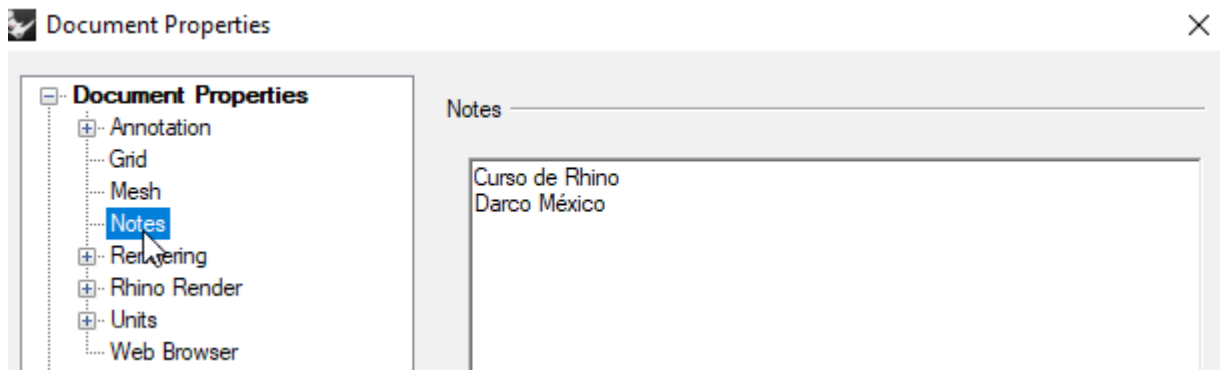 Document Properties
Document Properties
Annotation
Grid
Mesh
Notes
Rendering
Rhino Render
Units
Web Browser
Notes
Curso de Rhino
Darco México